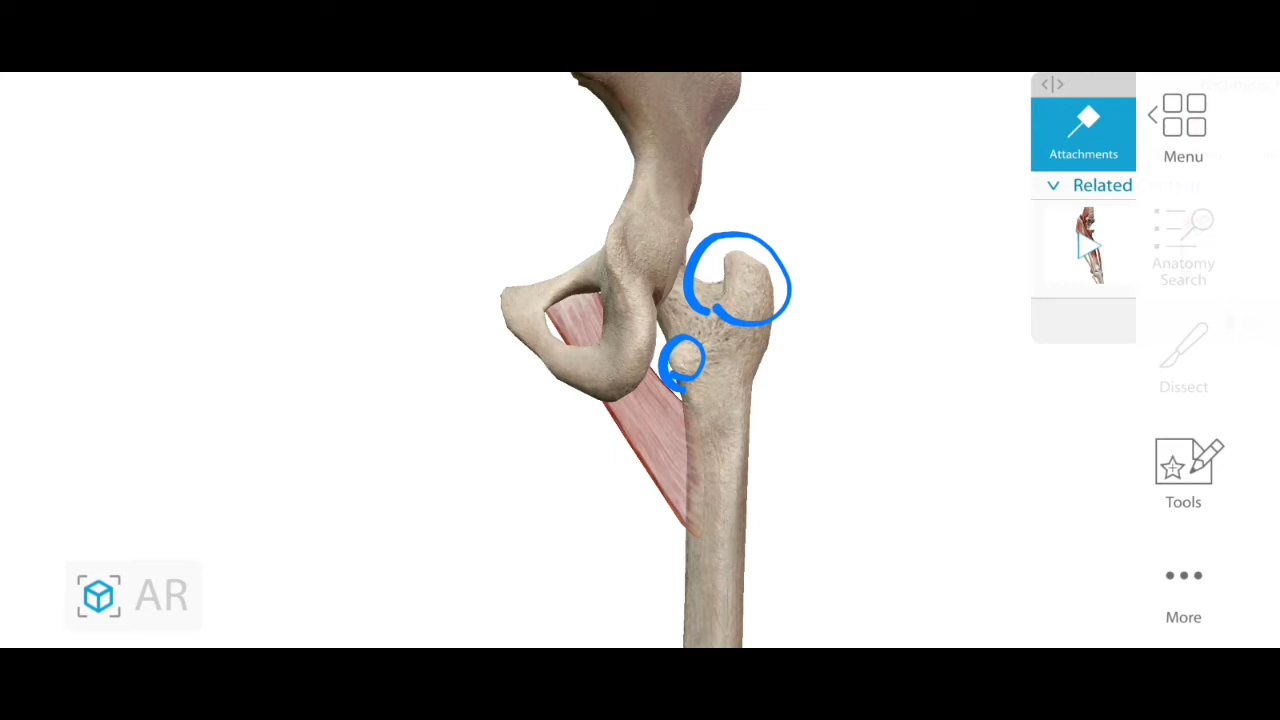 Attachments
Menu
Related
Anatomy
Search
Dissect
Tools
More
AR